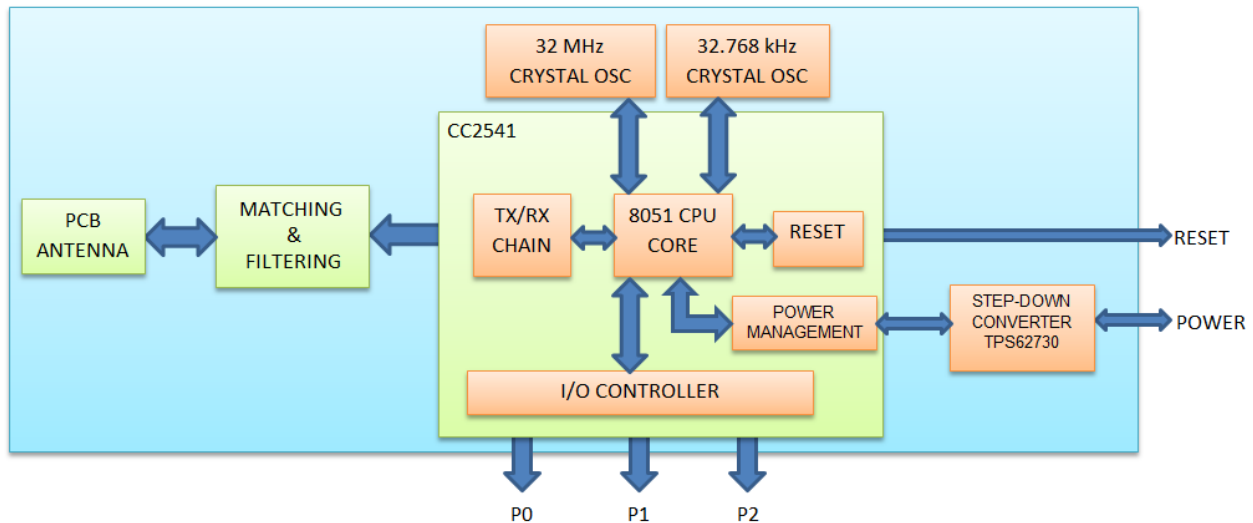 32 MHz
CRYSTAL OSC
32.768 kHz
CRYSTAL OSC
CC2541
PCB
ANTENNA
MATCHING
&
FILTERING
TX/RX
CHAIN
8051 CPU
CORE
RESET
RESET
POWER
MANAGEMENT
STEP-DOWN
CONVERTER
TPS62730
POWER
I/O CONTROLLER
P0
P1
P2